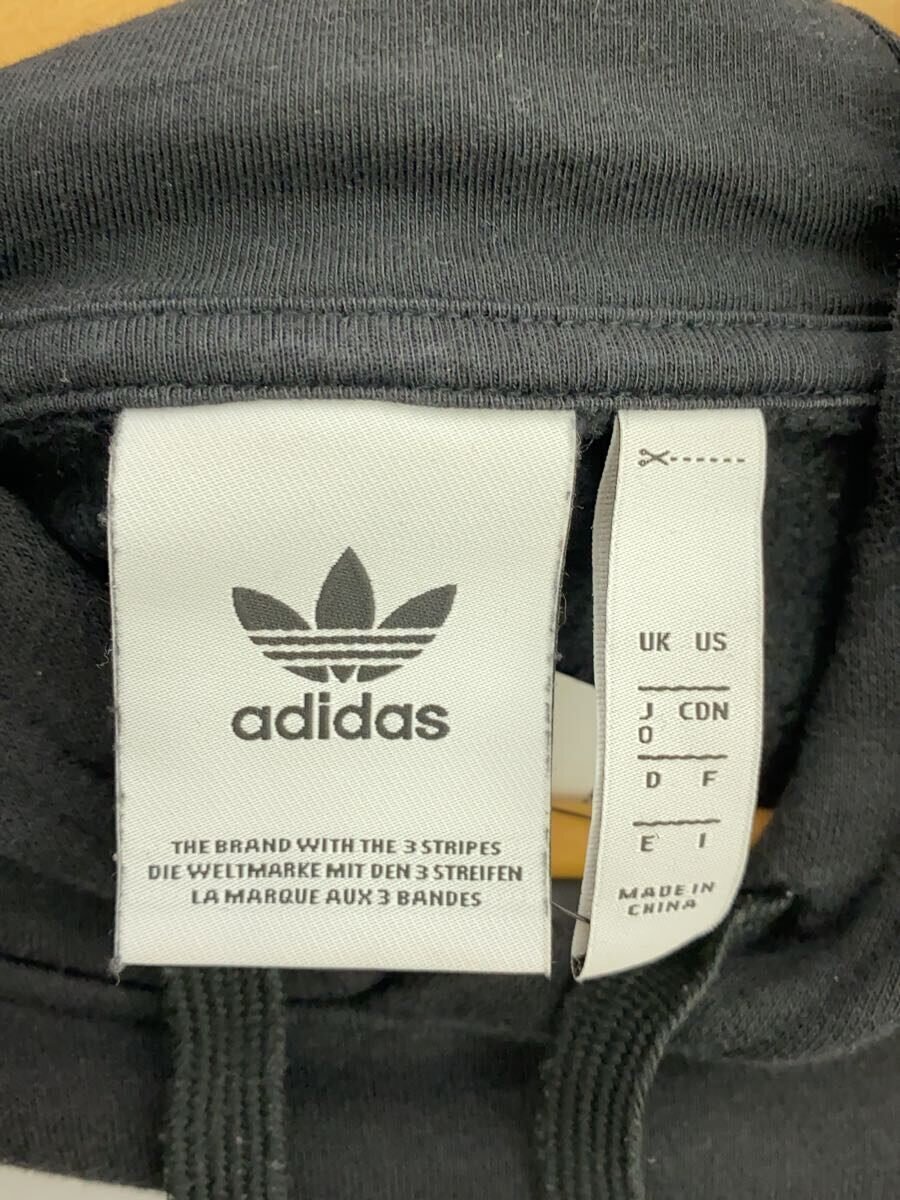 adidas
THE BRAND WITH THE 3 STRIPES
DIE WELTMARKE MIT DEN 3 STREIFEN
LA MARQUE AUX 3 BANDES
UK US
J
O CDN
D F
E I
MADE IN
CHINA